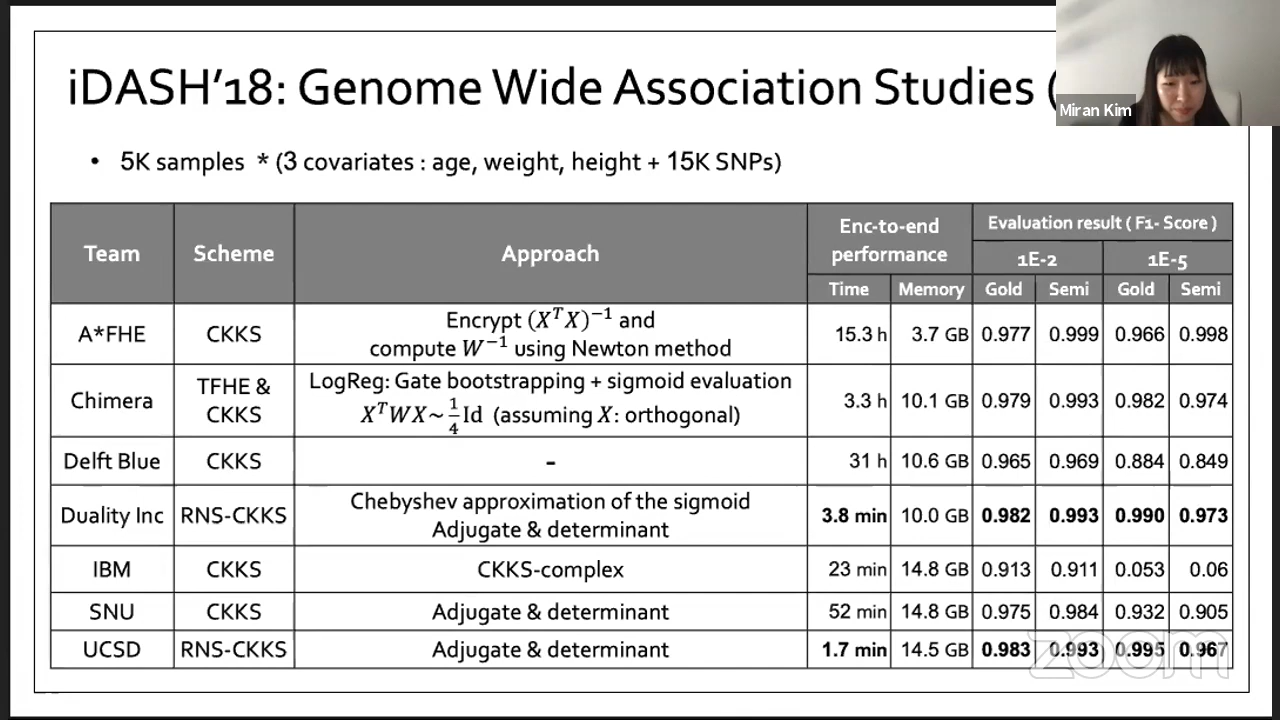 iDASH'18: Genome Wide Association Studies (
Miran Kim
• 5K samples * (3 covariates : age, weight, height + 15K SNPs)
Team Scheme Approach Enc-to-end performance Evaluation result ( F1- Score )
1E-2 1E-5
Time Memory Gold Semi Gold Semi
A*FHE CKKS Encrypt (XᵀX)⁻¹ and compute W⁻¹ using Newton method 15.3 h 3.7 GB 0.977 0.999 0.966 0.998
Chimera TFHE & CKKS LogReg: Gate bootstrapping + sigmoid evaluation XᵀWX~ 1/4 Id (assuming X: orthogonal) 3.3 h 10.1 GB 0.979 0.993 0.982 0.974
Delft Blue CKKS - 31 h 10.6 GB 0.965 0.969 0.884 0.849
Duality Inc RNS-CKKS Chebyshev approximation of the sigmoid Adjugate & determinant 3.8 min 10.0 GB 0.982 0.993 0.990 0.973
IBM CKKS CKKS-complex 23 min 14.8 GB 0.913 0.911 0.053 0.06
SNU CKKS Adjugate & determinant 52 min 14.8 GB 0.975 0.984 0.932 0.905
UCSD RNS-CKKS Adjugate & determinant 1.7 min 14.5 GB 0.983 0.993 0.995 0.967
zoom